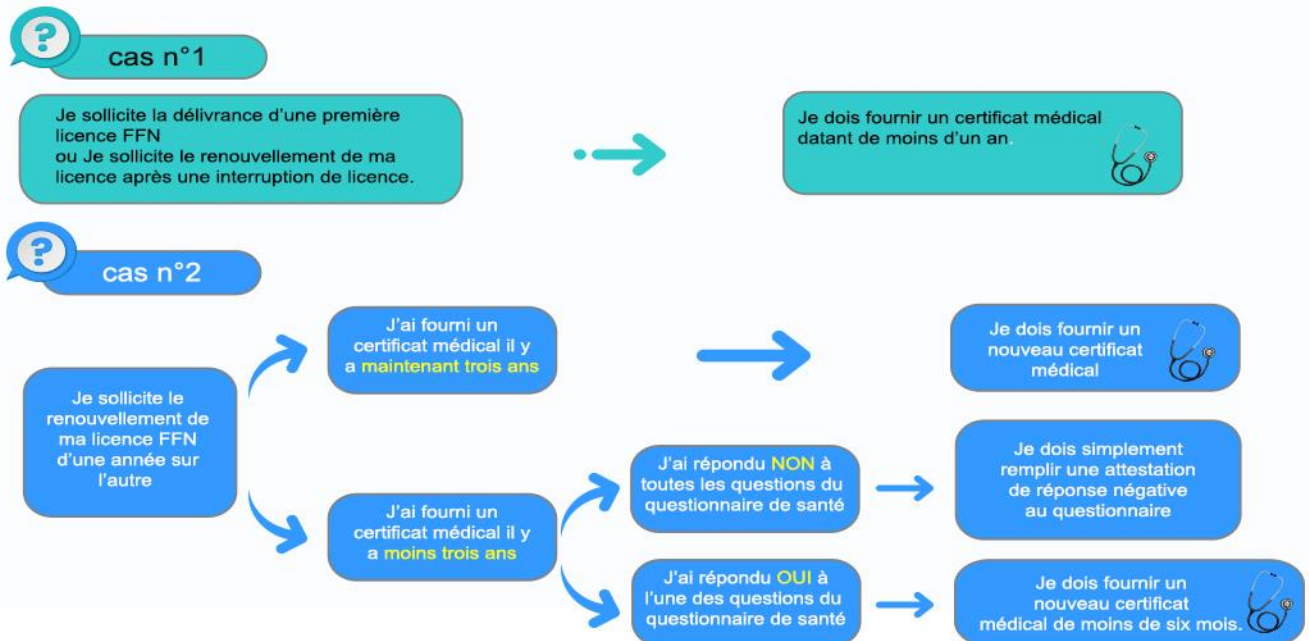 ?
cas n°1
Je sollicite la délivrance d'une première
licence FFN
ou Je sollicite le renouvellement de ma
licence après une interruption de licence.
Je dois fournir un certificat médical
datant de moins d'un an.
?
cas n°2
Je sollicite le
renouvellement de
ma licence FFN
d'une année sur
l'autre
J'ai fourni un
certificat médical il y
a maintenant trois ans
Je dois fournir un
nouveau certificat
médical
J'ai fourni un
certificat médical il y
a moins trois ans
J'ai répondu NON à
toutes les questions du
questionnaire de santé
Je dois simplement
remplir une attestation
de réponse négative
au questionnaire
J'ai répondu OUI à
l'une des questions du
questionnaire de santé
Je dois fournir un
nouveau certificat
médical de moins de six mois.